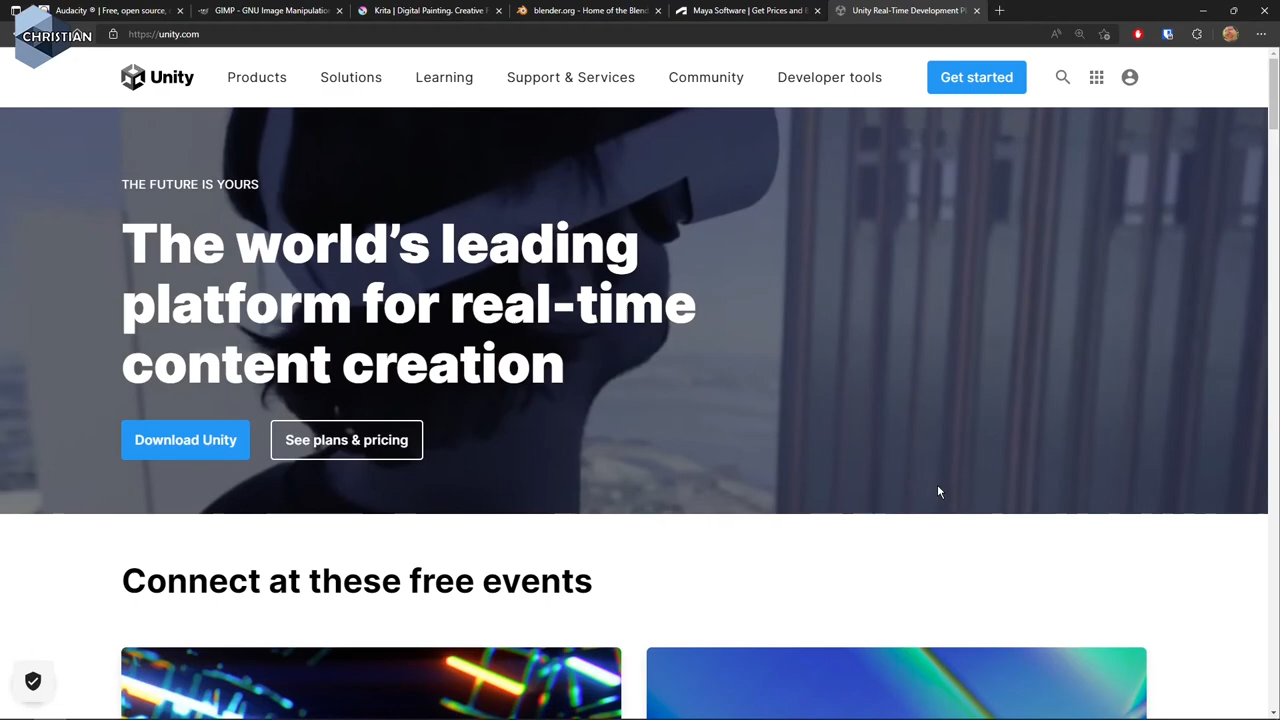 Audacity ® | Free, open source,
GIMP - GNU Image Manipulation
Krita | Digital Painting. Creative F
blender.org - Home of the Blend
Maya Software | Get Prices and B
Unity Real-Time Development Pl
CHRISTIAN
https://unity.com
Unity
Products
Solutions
Learning
Support & Services
Community
Developer tools
Get started
THE FUTURE IS YOURS
The world's leading
platform for real-time
content creation
Download Unity
See plans & pricing
Connect at these free events